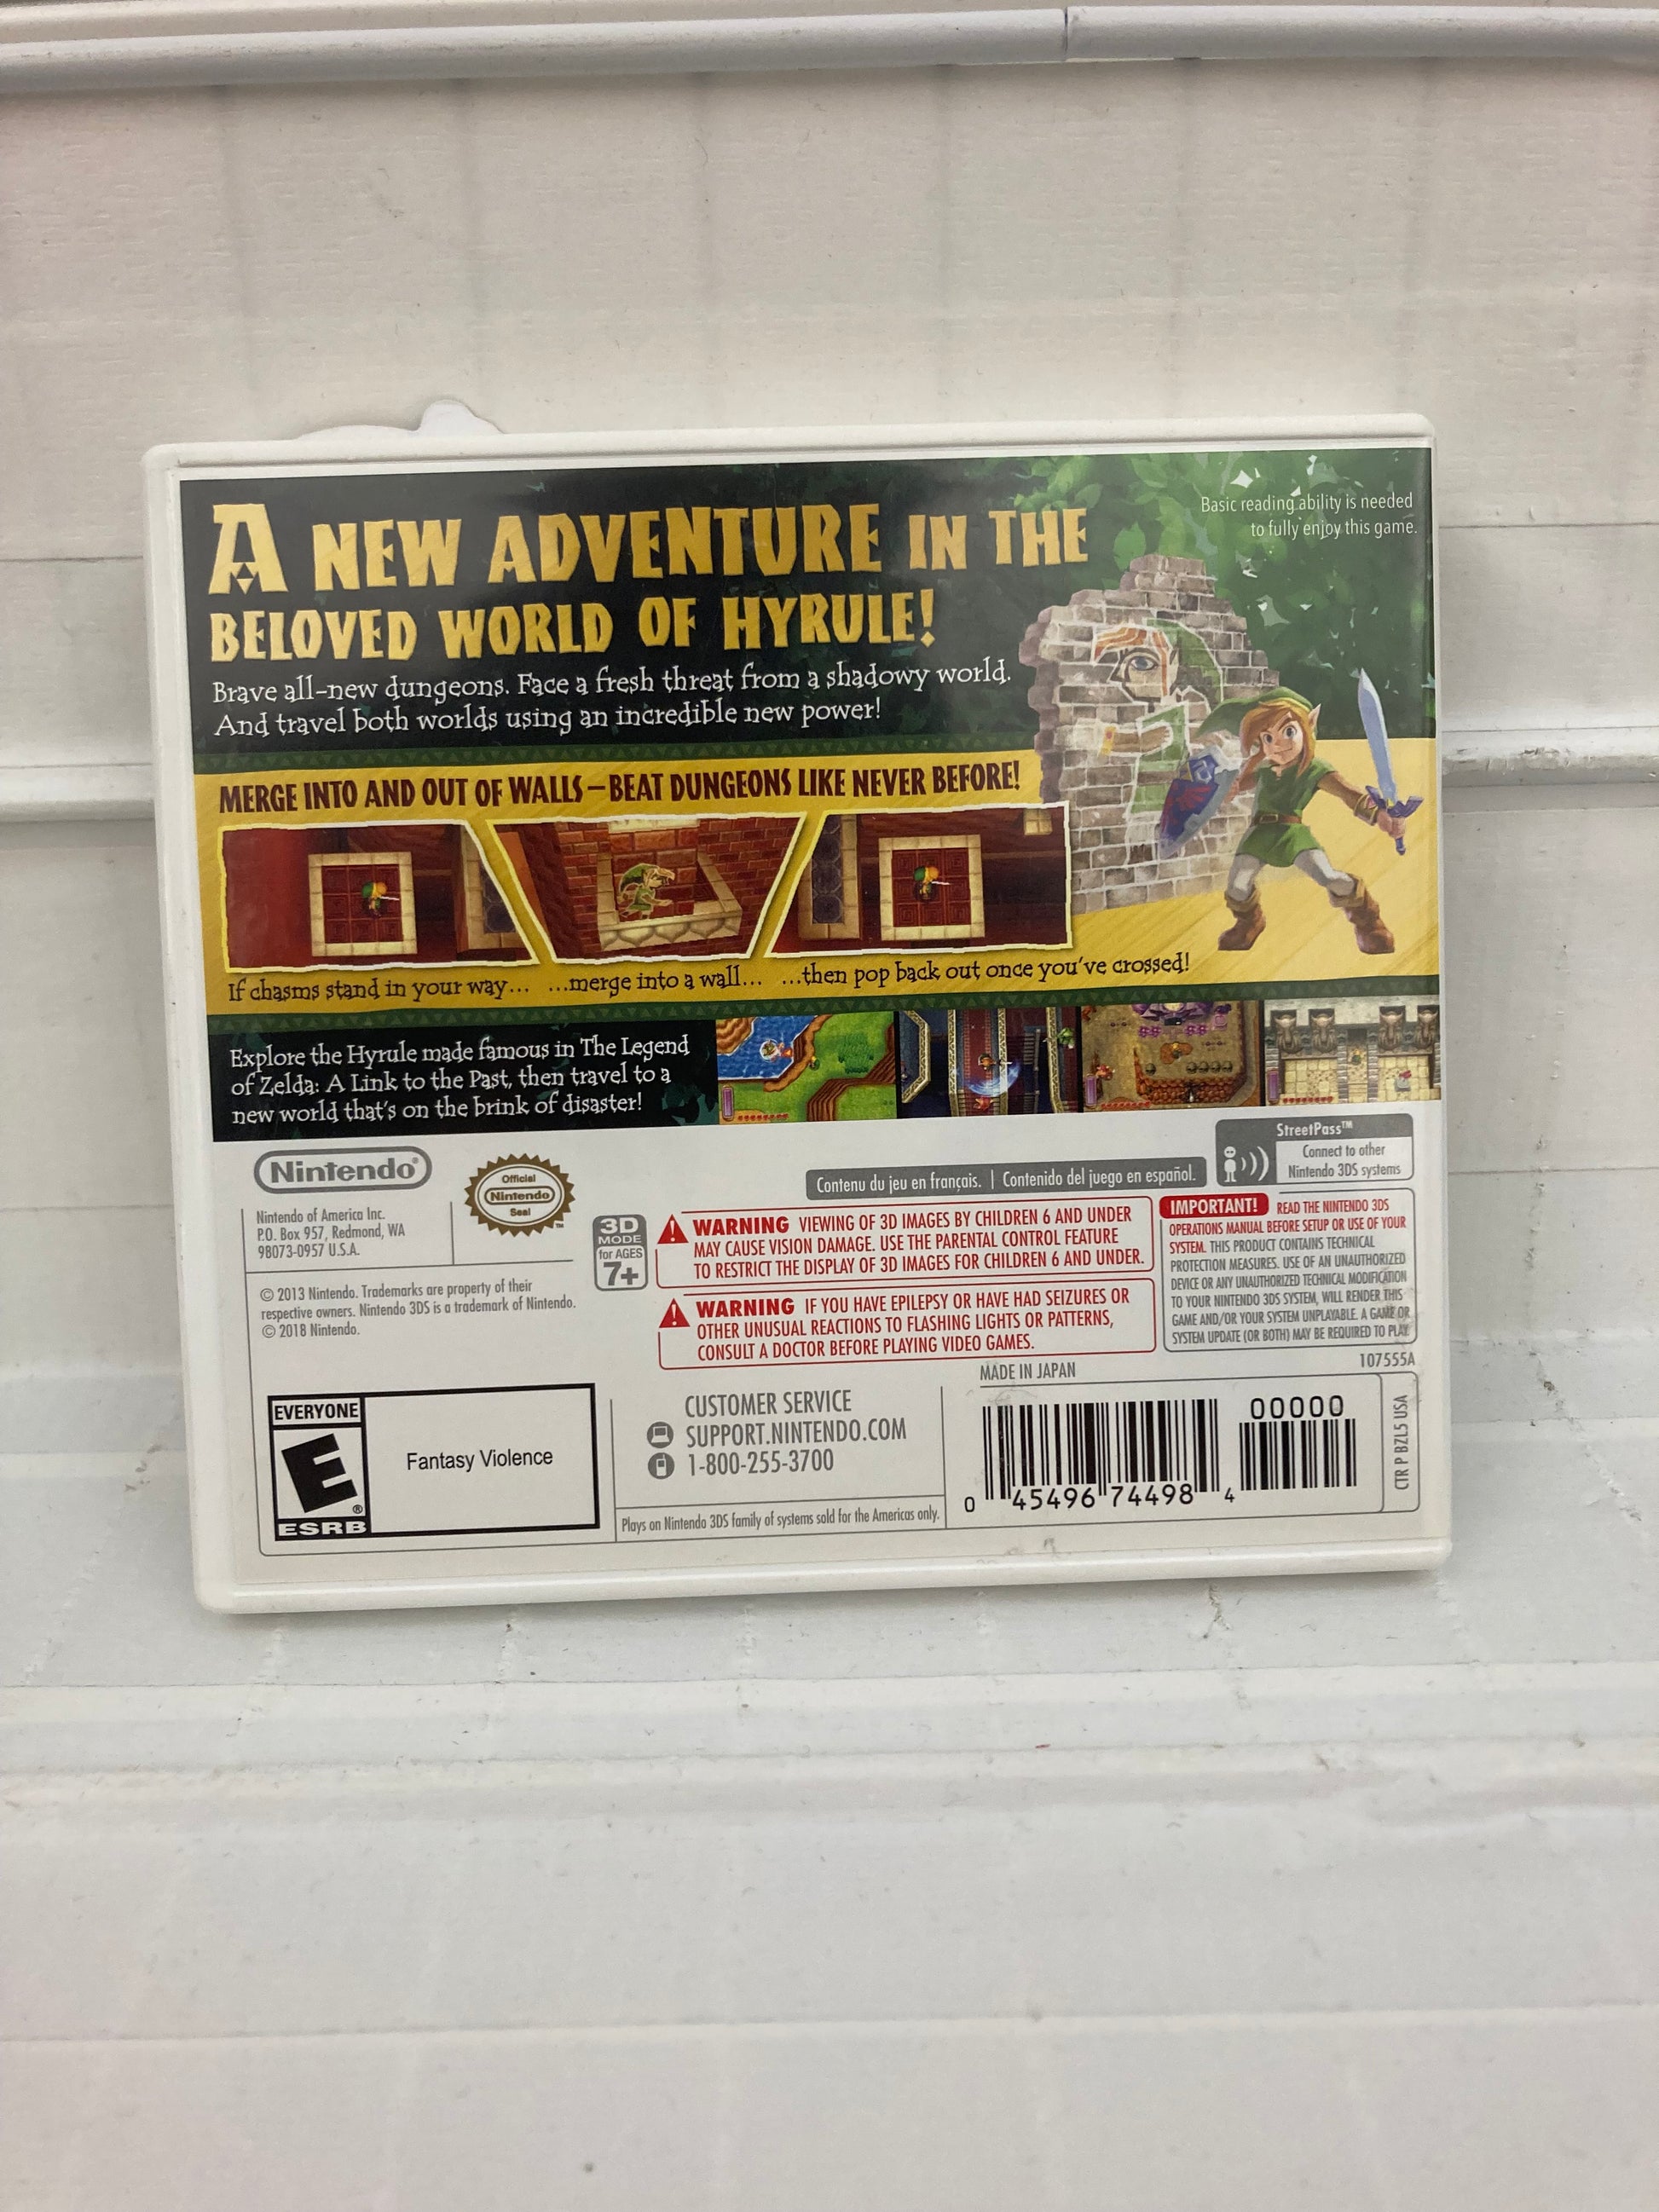 Basic reading ability is needed
to fully enjoy this game.
A NEW ADVENTURE IN THE
BELOVED WORLD OF HYRULE!
Brave all-new dungeons. Face a fresh threat from a shadowy world.
And travel both worlds using an incredible new power!
MERGE INTO AND OUT OF WALLS—BEAT DUNGEONS LIKE NEVER BEFORE!
If chasms stand in your way... ...merge into a wall... ...then pop back out once you've crossed!
Explore the Hyrule made famous in The Legend
of Zelda: A Link to the Past, then travel to a
new world that's on the brink of disaster!
Nintendo®
Official
Nintendo
Seal
TM
Nintendo of America Inc.
P.O. Box 957, Redmond, WA
98073-0957 U.S.A.
© 2013 Nintendo. Trademarks are property of their
respective owners. Nintendo 3DS is a trademark of Nintendo.
© 2018 Nintendo.
Contenu du jeu en français. | Contenido del juego en español.
StreetPass™
Connect to other
Nintendo 3DS systems
3D
MODE
for AGES
7+
WARNING VIEWING OF 3D IMAGES BY CHILDREN 6 AND UNDER
MAY CAUSE VISION DAMAGE. USE THE PARENTAL CONTROL FEATURE
TO RESTRICT THE DISPLAY OF 3D IMAGES FOR CHILDREN 6 AND UNDER.
WARNING IF YOU HAVE EPILEPSY OR HAVE HAD SEIZURES OR
OTHER UNUSUAL REACTIONS TO FLASHING LIGHTS OR PATTERNS,
CONSULT A DOCTOR BEFORE PLAYING VIDEO GAMES.
IMPORTANT! READ THE NINTENDO 3DS
OPERATIONS MANUAL BEFORE SETUP OR USE OF YOUR
SYSTEM. THIS PRODUCT CONTAINS TECHNICAL
PROTECTION MEASURES. USE OF AN UNAUTHORIZED
DEVICE OR ANY UNAUTHORIZED TECHNICAL MODIFICATION
TO YOUR NINTENDO 3DS SYSTEM, WILL RENDER THIS
GAME AND/OR YOUR SYSTEM UNPLAYABLE. A GAME OR
SYSTEM UPDATE (OR BOTH) MAY BE REQUIRED TO PLAY.
107555A
MADE IN JAPAN
EVERYONE
E®
ESRB
Fantasy Violence
CUSTOMER SERVICE
SUPPORT.NINTENDO.COM
1-800-255-3700
Plays on Nintendo 3DS family of systems sold for the Americas only.
00000
0 45496 74498 4
CTR P BZL5 USA